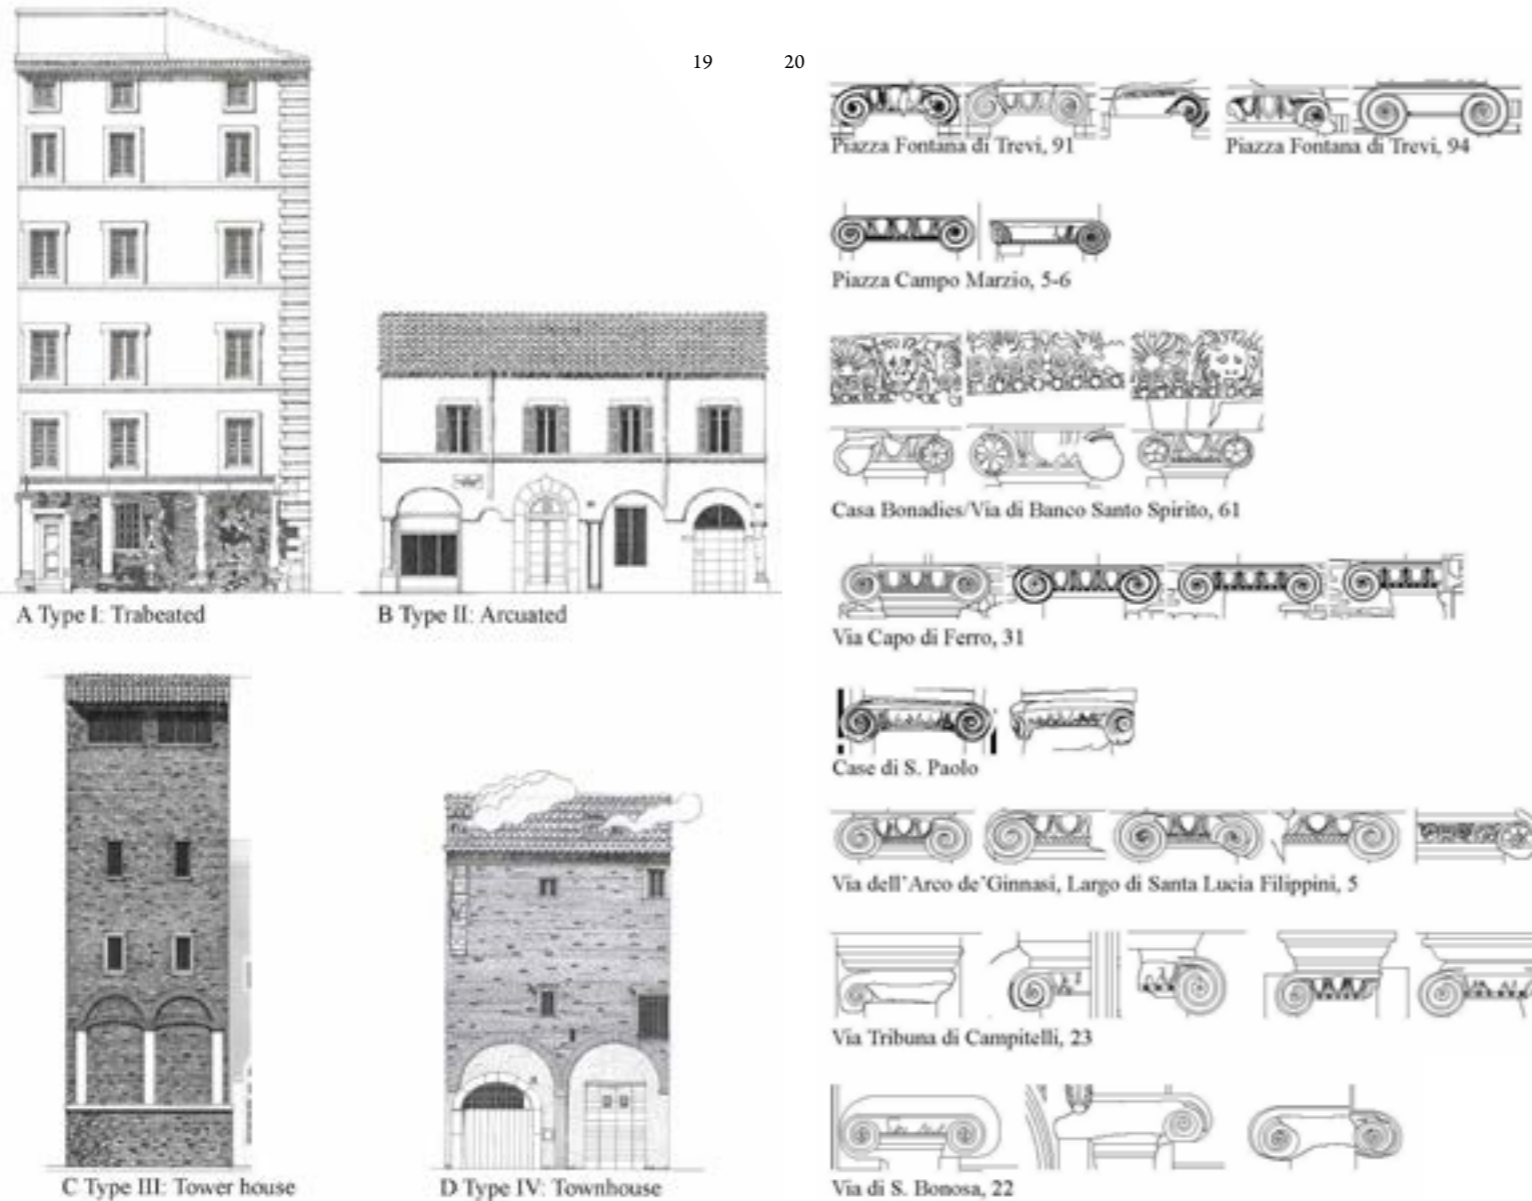 19
20
A Type I: Trabeated
B Type II: Arcuated
C Type III: Tower house
D Type IV: Townhouse
Piazza Fontana di Trevi, 91
Piazza Fontana di Trevi, 94
Piazza Campo Marzio, 5-6
Casa Bonadies/Via di Banco Santo Spirito, 61
Via Capo di Ferro, 31
Case di S. Paolo
Via dell'Arco de'Ginnasi, Largo di Santa Lucia Filippini, 5
Via Tribuna di Campitelli, 23
Via di S. Bonosa, 22